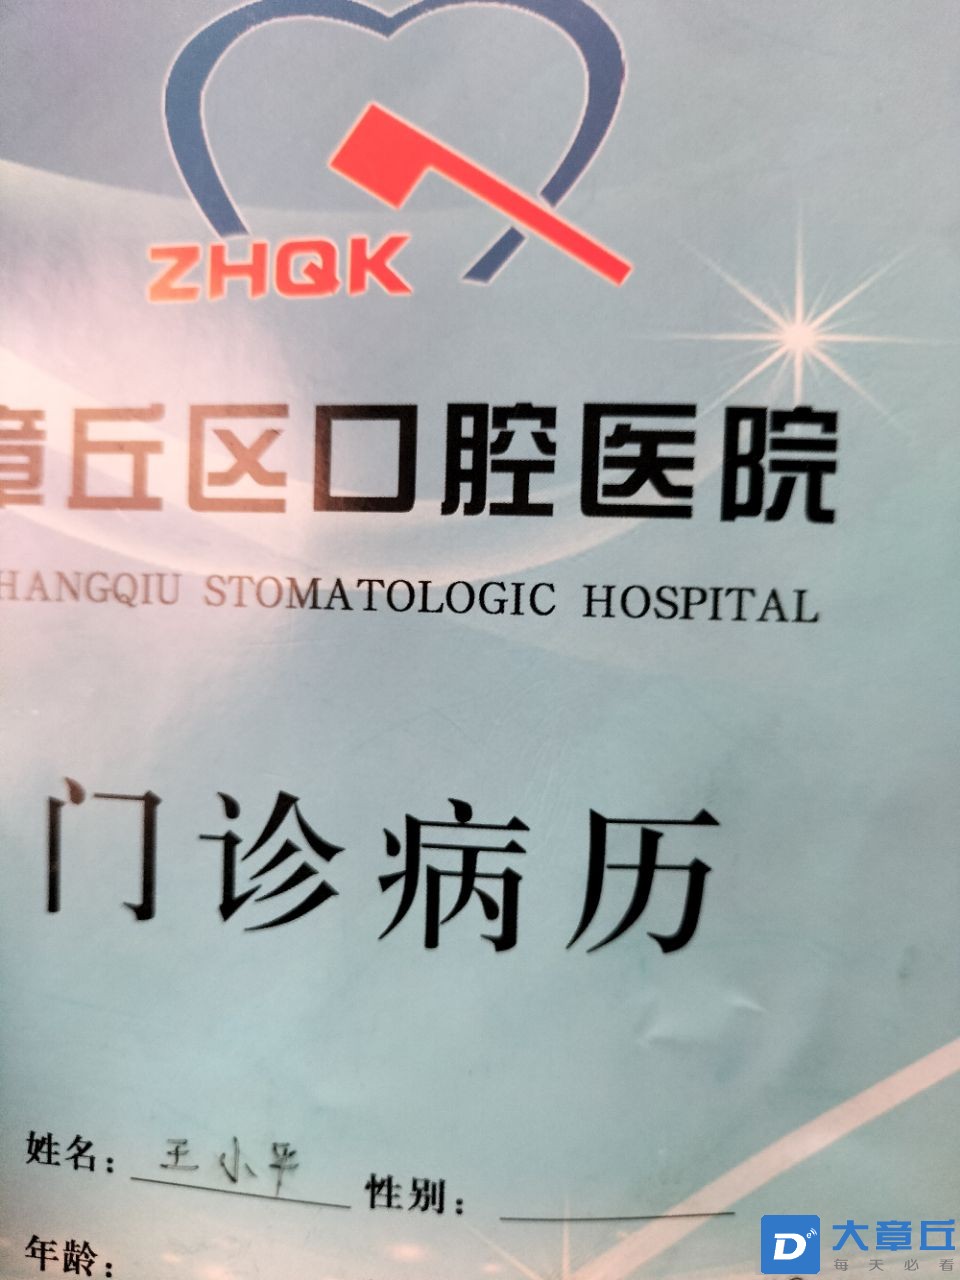 ZHQK
章丘区口腔医院
HANGQIU STOMATOLOGIC HOSPITAL
门诊病历
姓名：王小平 性别：
年龄：
D 大章丘
每天必看